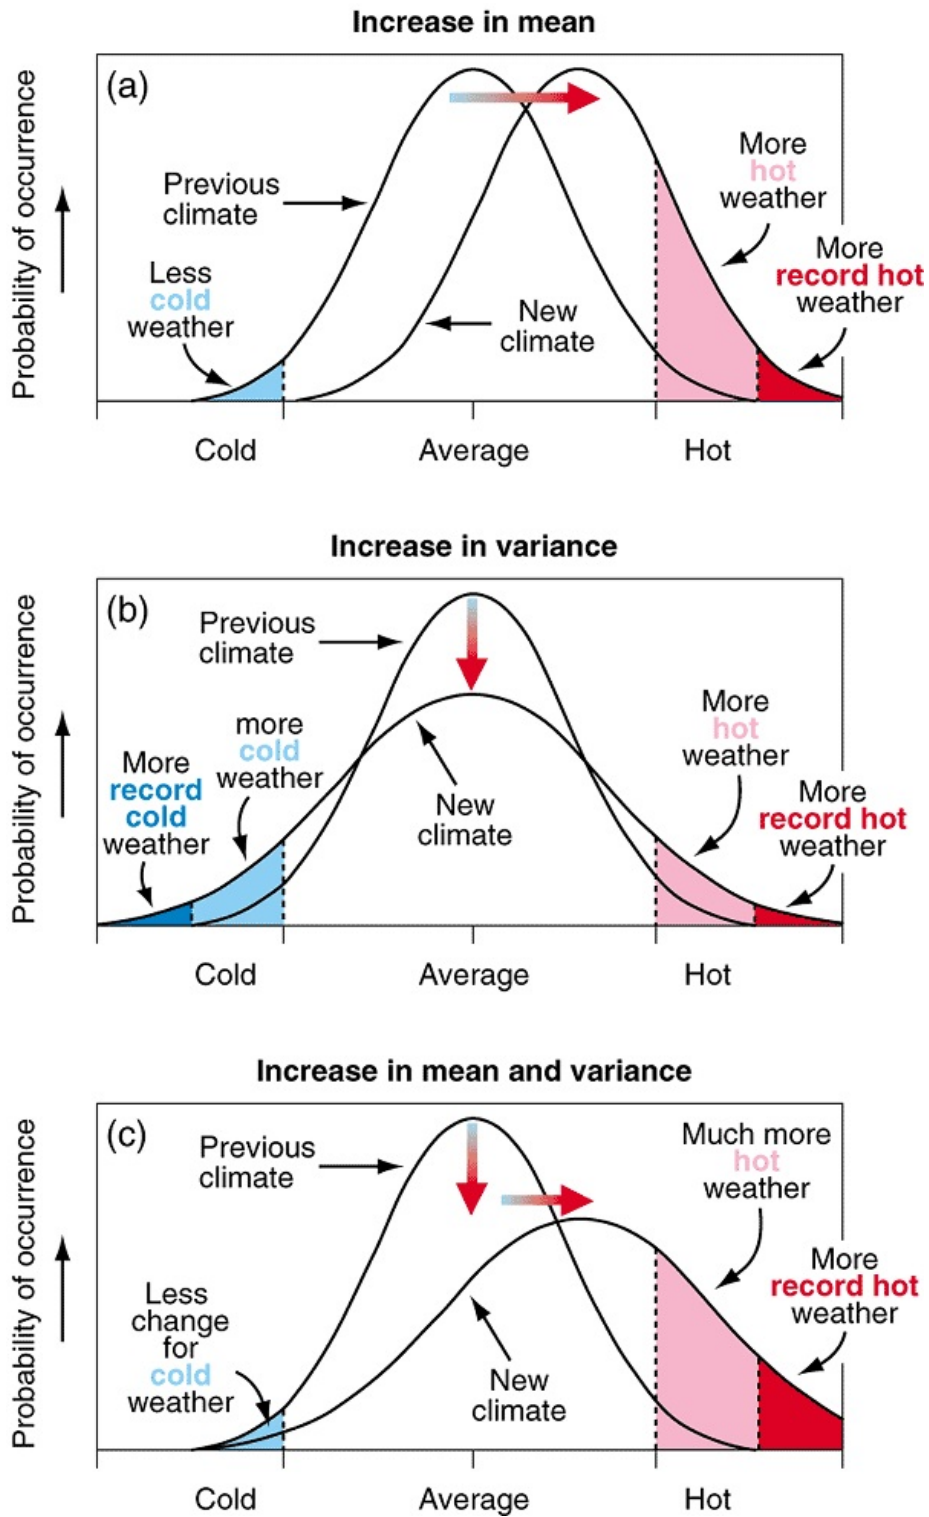 Increase in mean
(a)
Probability of occurrence
Previous
climate
Less
cold
weather
New
climate
More
hot
weather
More
record hot
weather
Cold
Average
Hot
Increase in variance
(b)
Probability of occurrence
Previous
climate
more
cold
weather
More
record
cold
weather
New
climate
More
hot
weather
More
record hot
weather
Cold
Average
Hot
Increase in mean and variance
(c)
Probability of occurrence
Previous
climate
Less
change
for
cold
weather
New
climate
Much more
hot
weather
More
record hot
weather
Cold
Average
Hot